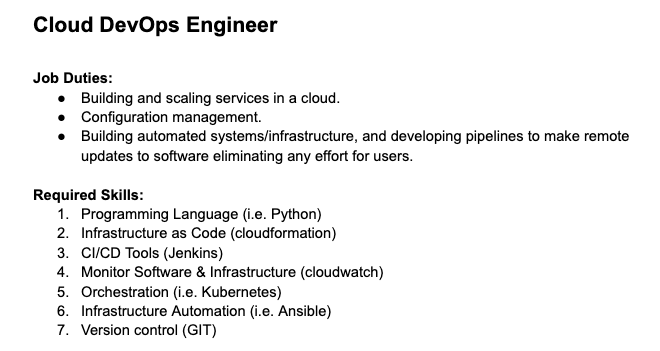 Cloud DevOps Engineer
Job Duties:
● Building and scaling services in a cloud.
● Configuration management.
● Building automated systems/infrastructure, and developing pipelines to make remote
updates to software eliminating any effort for users.
Required Skills:
1. Programming Language (i.e. Python)
2. Infrastructure as Code (cloudformation)
3. CI/CD Tools (Jenkins)
4. Monitor Software & Infrastructure (cloudwatch)
5. Orchestration (i.e. Kubernetes)
6. Infrastructure Automation (i.e. Ansible)
7. Version control (GIT)